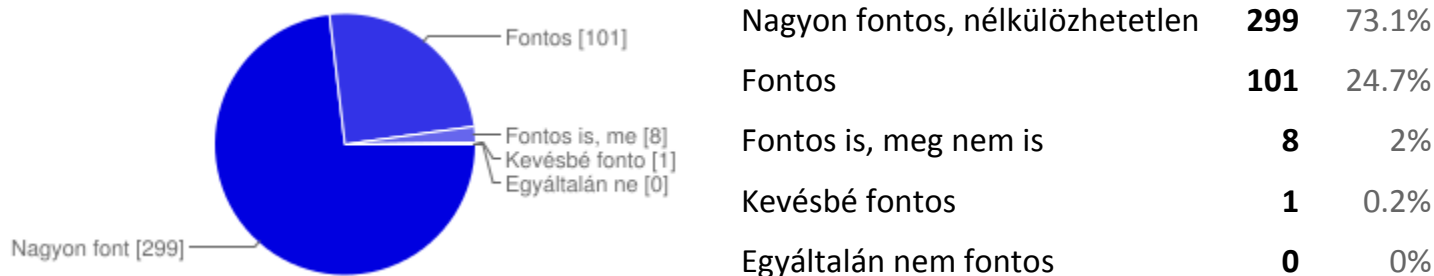 Fontos [101]
Fontos is, me [8]
Kevésbé fonto [1]
Egyáltalán ne [0]
Nagyon font [299]
Nagyon fontos, nélkülözhetetlen 299 73.1%
Fontos 101 24.7%
Fontos is, meg nem is 8 2%
Kevésbé fontos 1 0.2%
Egyáltalán nem fontos 0 0%